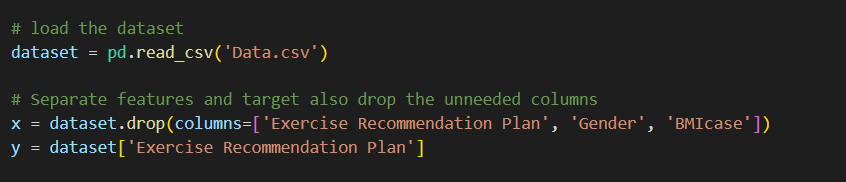 # load the dataset
dataset = pd.read_csv('Data.csv')
# Separate features and target also drop the unneeded columns
x = dataset.drop(columns=['Exercise Recommendation Plan', 'Gender', 'BMIcase'])
y = dataset['Exercise Recommendation Plan']